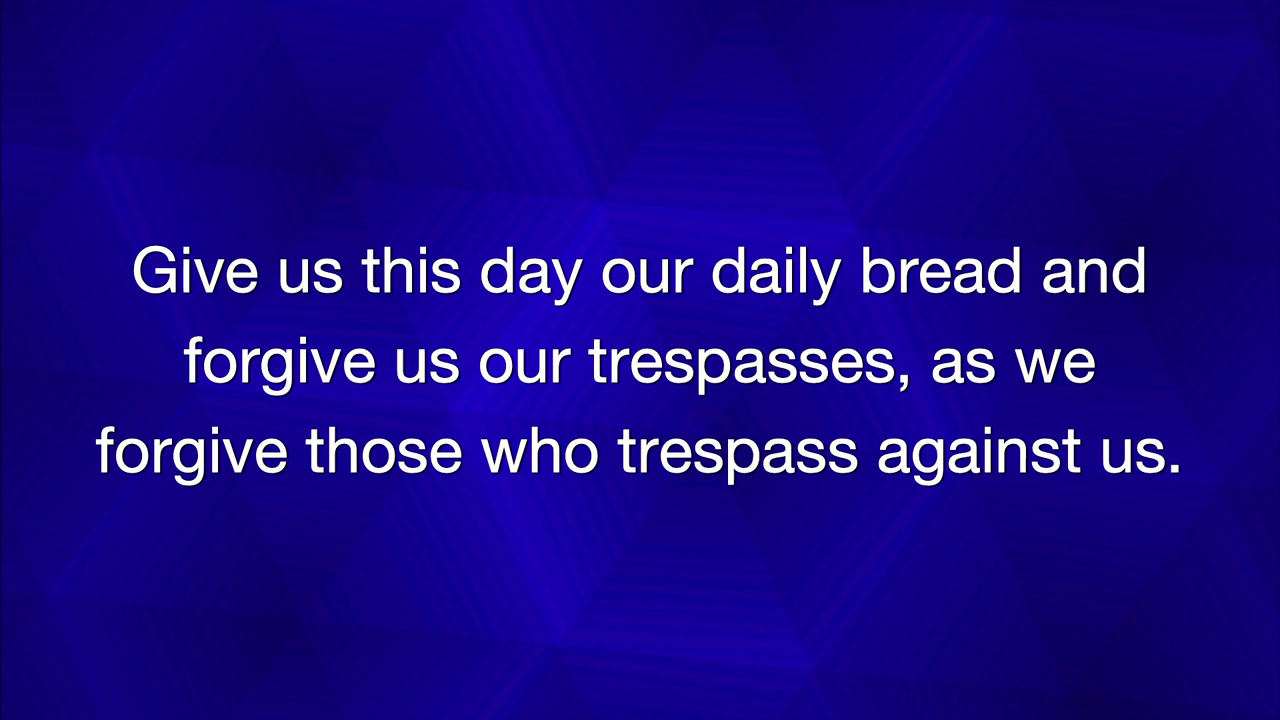 Give us this day our daily bread and
forgive us our trespasses, as we
forgive those who trespass against us.